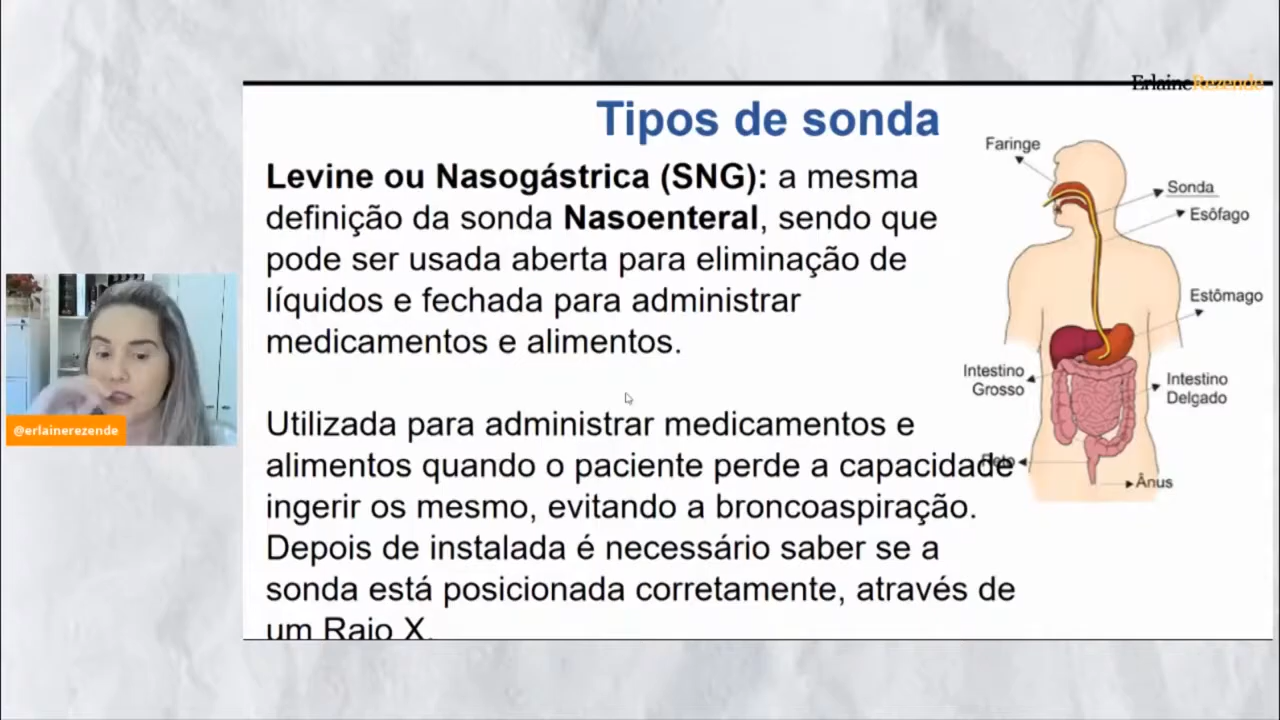 ErlaineRezende
Tipos de sonda
Levine ou Nasogástrica (SNG): a mesma
definição da sonda Nasoenteral, sendo que
pode ser usada aberta para eliminação de
líquidos e fechada para administrar
medicamentos e alimentos.
Utilizada para administrar medicamentos e
alimentos quando o paciente perde a capacidade
ingerir os mesmo, evitando a broncoaspiração.
Depois de instalada é necessário saber se a
sonda está posicionada corretamente, através de
um Raio X.
Faringe
Sonda
Esôfago
Estômago
Intestino
Grosso
Intestino
Delgado
Reto
Ânus
@erlainerezende